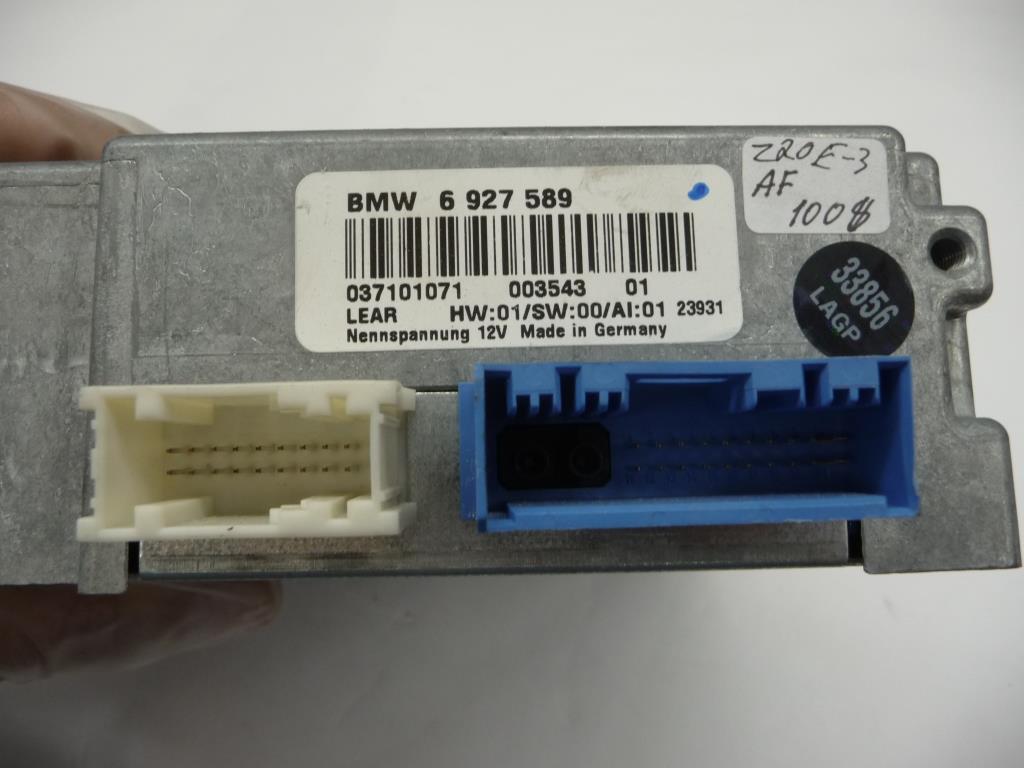 BMW 6 927 589
037101071 003543 01
LEAR HW:01/SW:00/AI:01 23931
Nennspannung 12V Made in Germany
Z20E-3
AF
100$
33856
LAGP